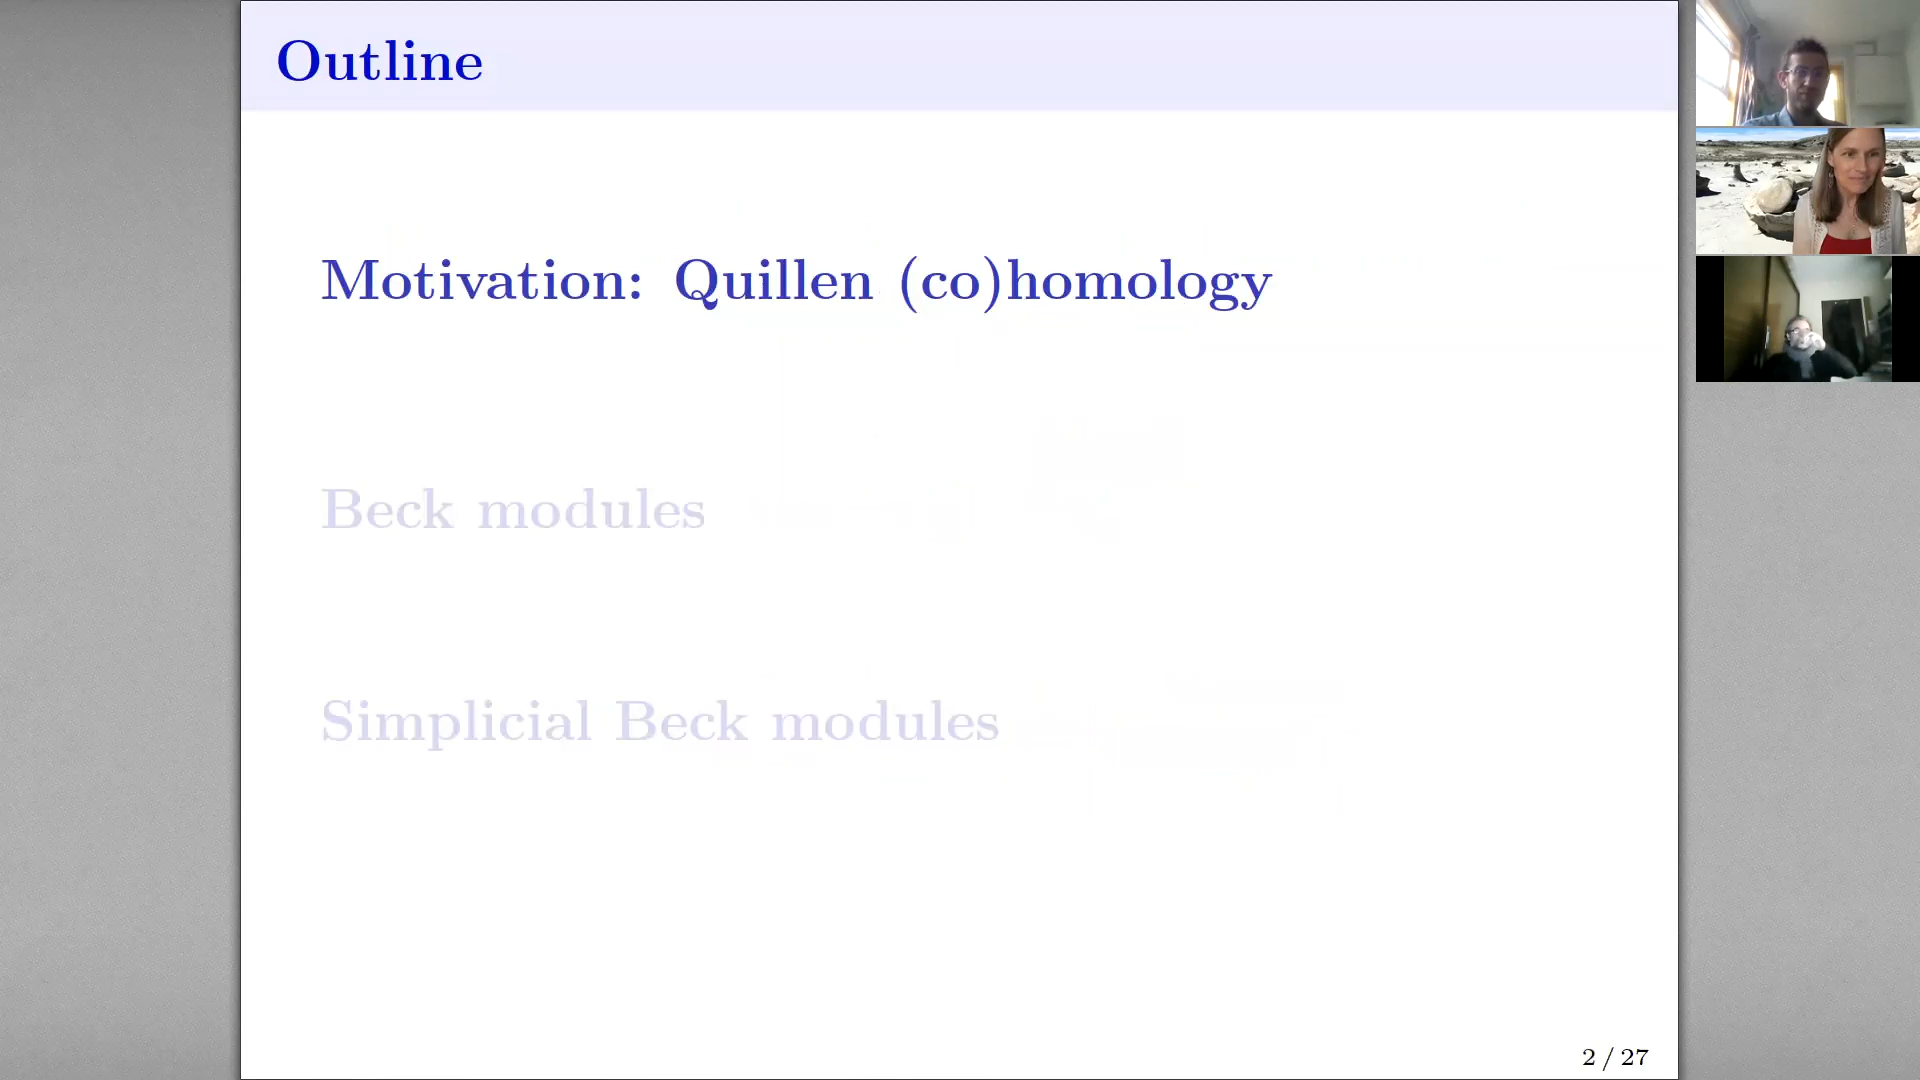 Outline
Motivation: Quillen (co)homology
Beck modules
Simplicial Beck modules
2 / 27